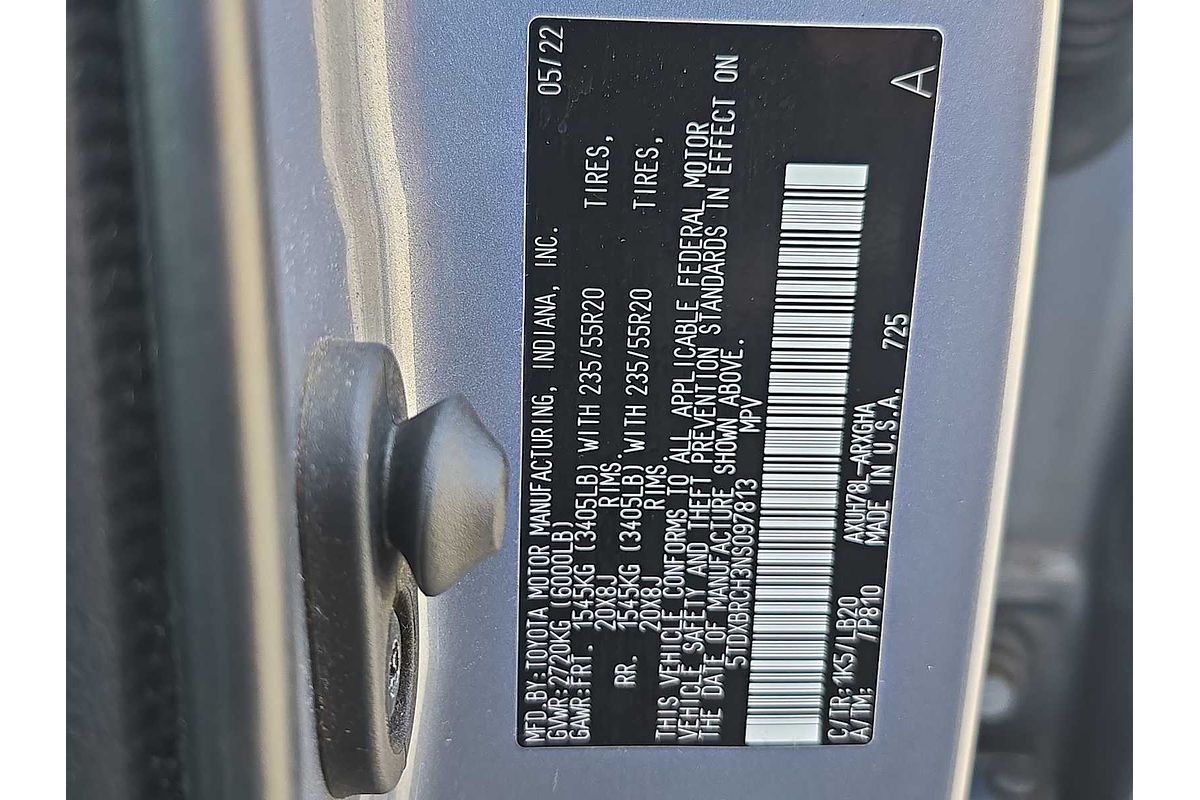 MFD.BY:TOYOTA MOTOR MANUFACTURING, INDIANA, INC. 05/22
GVWR:2720KG (6000LB)
GAWR:FRT. 1545KG (3405LB) WITH 235/55R20 TIRES,
20X8J RIMS.
RR. 1545KG (3405LB) WITH 235/55R20 TIRES,
20X8J RIMS.
THIS VEHICLE CONFORMS TO ALL APPLICABLE FEDERAL MOTOR
VEHICLE SAFETY AND THEFT PREVENTION STANDARDS IN EFFECT ON
THE DATE OF MANUFACTURE SHOWN ABOVE.
5TDXBRCH3NS097813 MPV
C/TR:1K5/LB20 AXUH78L-ARXGHA 725
A/TM: /P810 MADE IN U.S.A. A